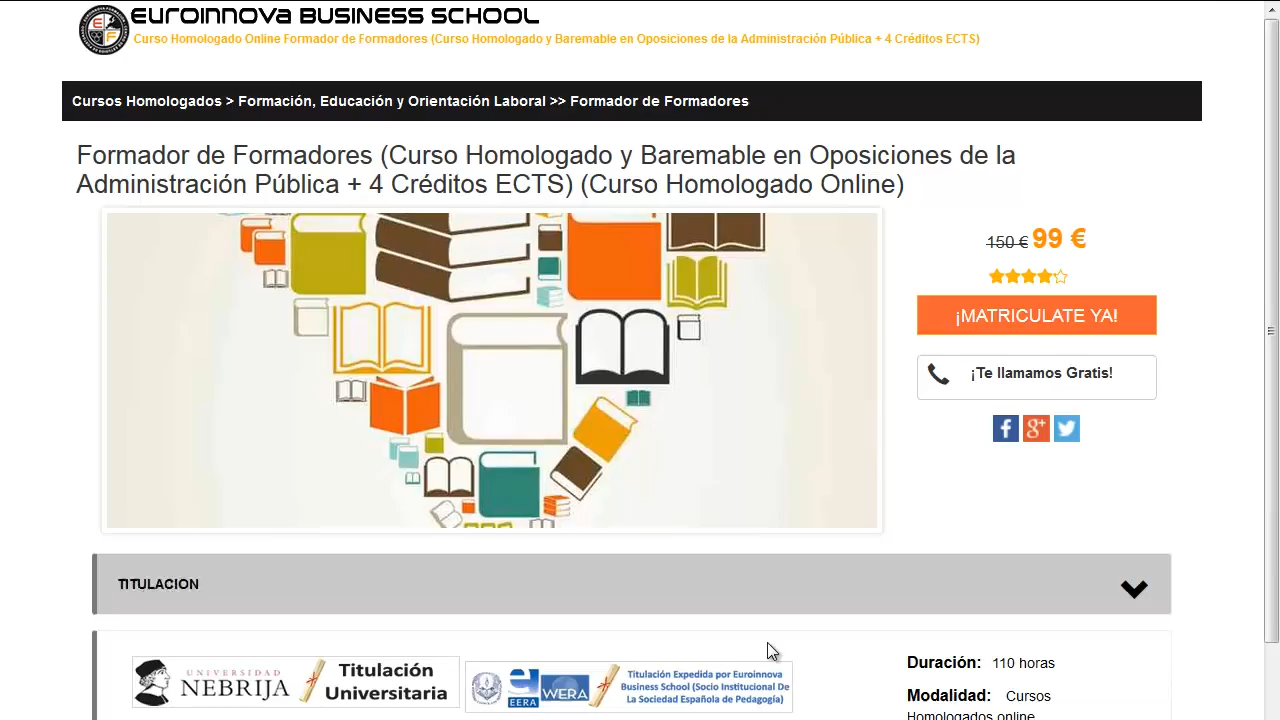 EUROINNOVA BUSINESS SCHOOL
Curso Homologado Online Formador de Formadores (Curso Homologado y Baremable en Oposiciones de la Administración Pública + 4 Créditos ECTS)
Cursos Homologados > Formación, Educación y Orientación Laboral >> Formador de Formadores
Formador de Formadores (Curso Homologado y Baremable en Oposiciones de la
Administración Pública + 4 Créditos ECTS) (Curso Homologado Online)
150 € 99 €
¡MATRICULATE YA!
¡Te llamamos Gratis!
TITULACION
UNIVERSIDAD
NEBRIJA
Titulación
Universitaria
EERA
WERA
Titulación Expedida por Euroinnova
Business School (Socio Institucional De
La Sociedad Española de Pedagogía)
Duración: 110 horas
Modalidad: Cursos
Homologados online